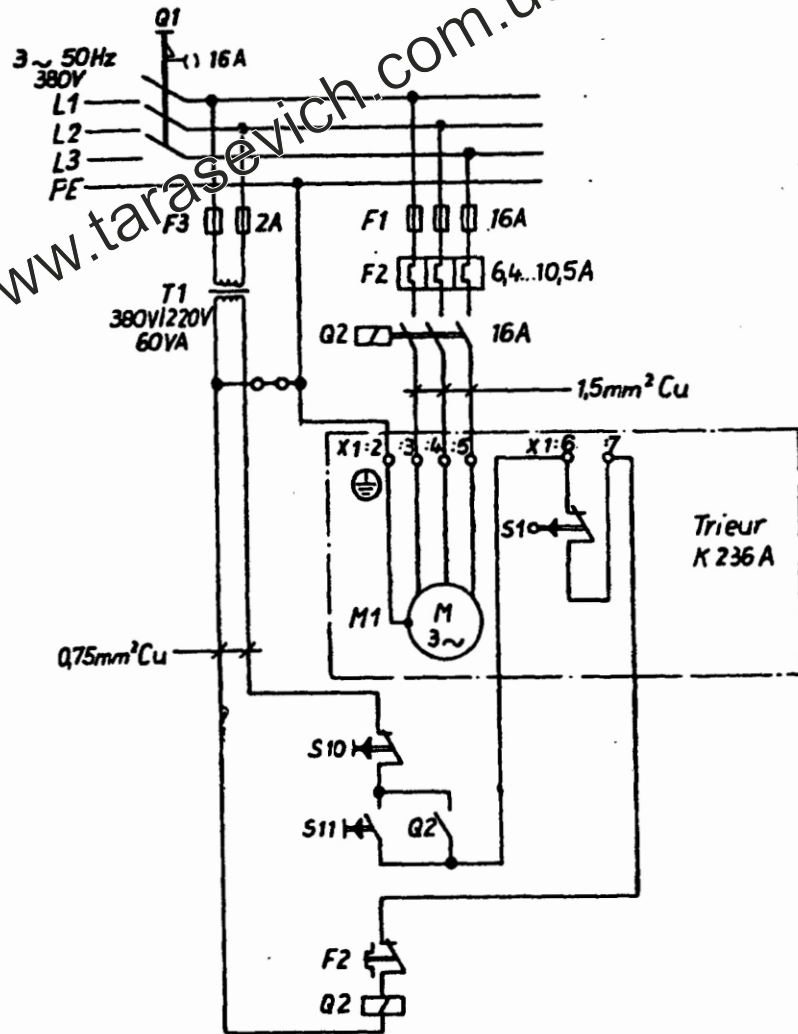 Q1
16A
3~ 50Hz
380V
L1
L2
L3
PE
www.tarasevich.com.ua
F3
2A
F1
16A
F2
6,4...10,5A
T1
380V/220V
60VA
Q2
16A
1,5mm² Cu
X1:2 :3 :4 :5
X1:6 :7
S1
Trieur
K 236 A
M1
M
3~
0,75mm² Cu
S10
S11
Q2
F2
Q2